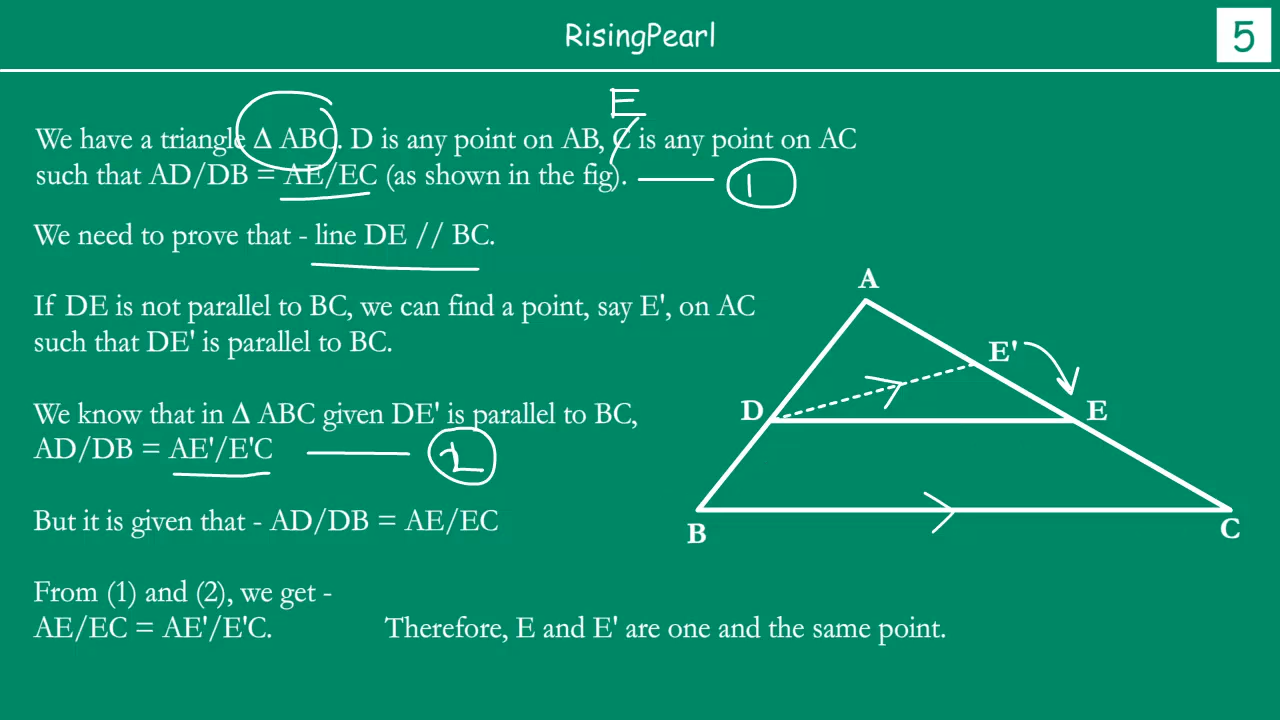 RisingPearl
5
E
We have a triangle Δ ABC. D is any point on AB, C is any point on AC
such that AD/DB = AE/EC (as shown in the fig). 1
We need to prove that - line DE // BC.
If DE is not parallel to BC, we can find a point, say E', on AC
such that DE' is parallel to BC.
We know that in Δ ABC given DE' is parallel to BC,
AD/DB = AE'/E'C 2
But it is given that - AD/DB = AE/EC
From (1) and (2), we get -
AE/EC = AE'/E'C. Therefore, E and E' are one and the same point.
A
E'
D
E
B
C